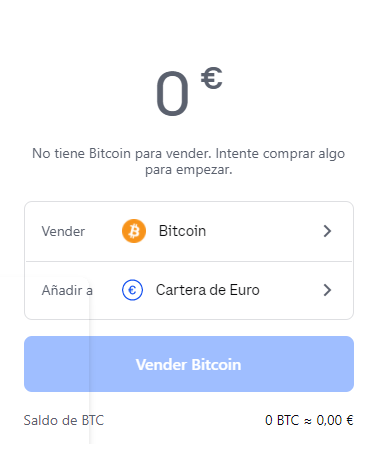 0 €
No tiene Bitcoin para vender. Intente comprar algo
para empezar.
Vender Bitcoin
Añadir a € Cartera de Euro
Vender Bitcoin
Saldo de BTC 0 BTC ≈ 0,00 €